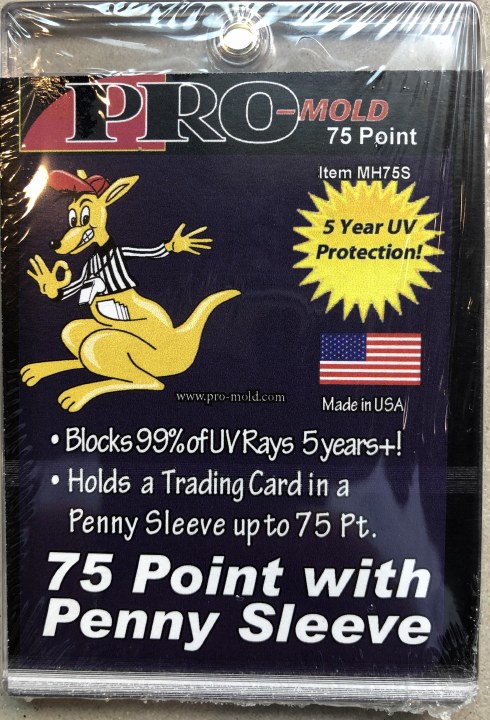 PRO-MOLD
75 Point
Item MH75S
5 Year UV
Protection!
www.pro-mold.com
Made in USA
• Blocks 99% of UV Rays 5 years+!
• Holds a Trading Card in a
Penny Sleeve up to 75 Pt.
75 Point with
Penny Sleeve